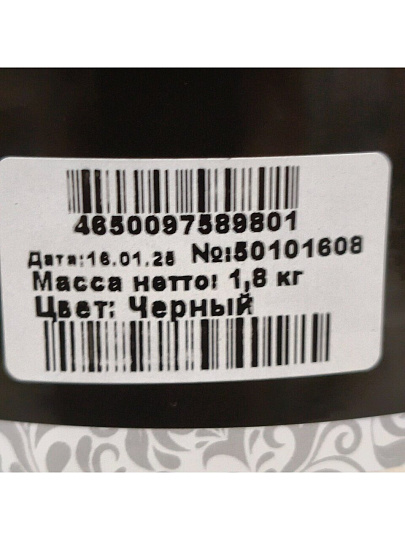 4650097589801
Дата:16.01.25 №:50101608
Масса нетто: 1,8 кг
Цвет: Черный